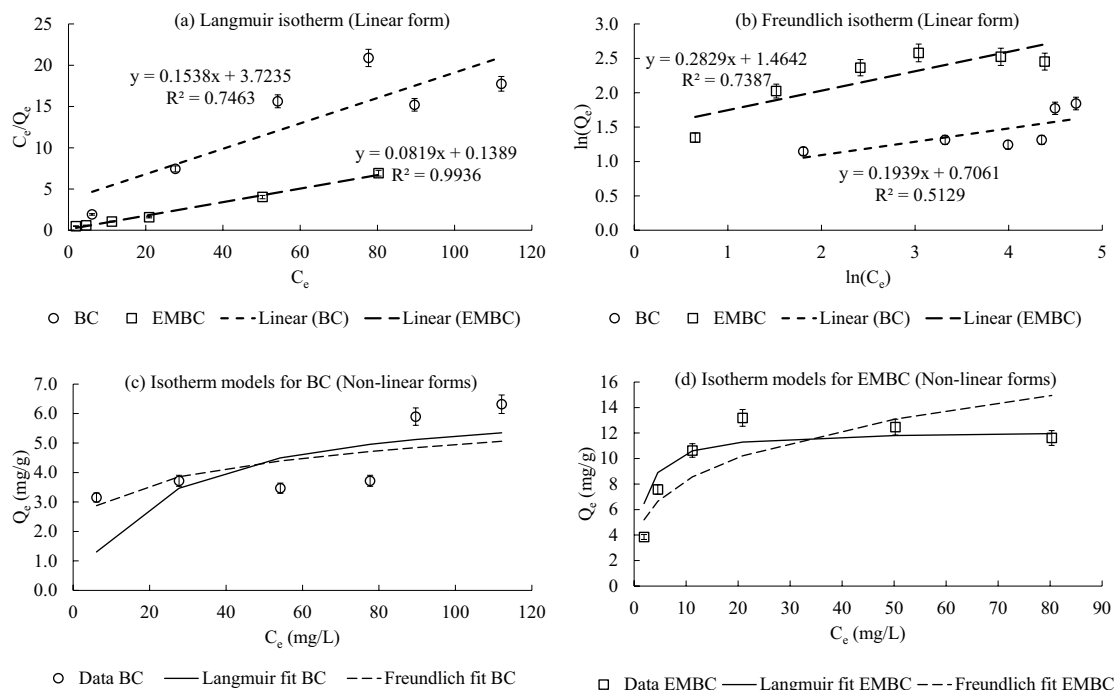 (a) Langmuir isotherm (Linear form)
25
20
15
10
5
0
C_e/Q_e
y = 0.1538x + 3.7235
R² = 0.7463
y = 0.0819x + 0.1389
R² = 0.9936
0 20 40 60 80 100 120
C_e
BC EMBC Linear (BC) Linear (EMBC)
(b) Freundlich isotherm (Linear form)
3.0
2.5
2.0
1.5
1.0
0.5
0.0
ln(Q_e)
y = 0.2829x + 1.4642
R² = 0.7387
y = 0.1939x + 0.7061
R² = 0.5129
0 1 2 3 4 5
ln(C_e)
BC EMBC Linear (BC) Linear (EMBC)
(c) Isotherm models for BC (Non-linear forms)
7.0
6.0
5.0
4.0
3.0
2.0
1.0
0.0
Q_e (mg/g)
0 20 40 60 80 100 120
C_e (mg/L)
Data BC Langmuir fit BC Freundlich fit BC
(d) Isotherm models for EMBC (Non-linear forms)
16
14
12
10
8
6
4
2
0
Q_e (mg/g)
0 10 20 30 40 50 60 70 80 90
C_e (mg/L)
Data EMBC Langmuir fit EMBC Freundlich fit EMBC